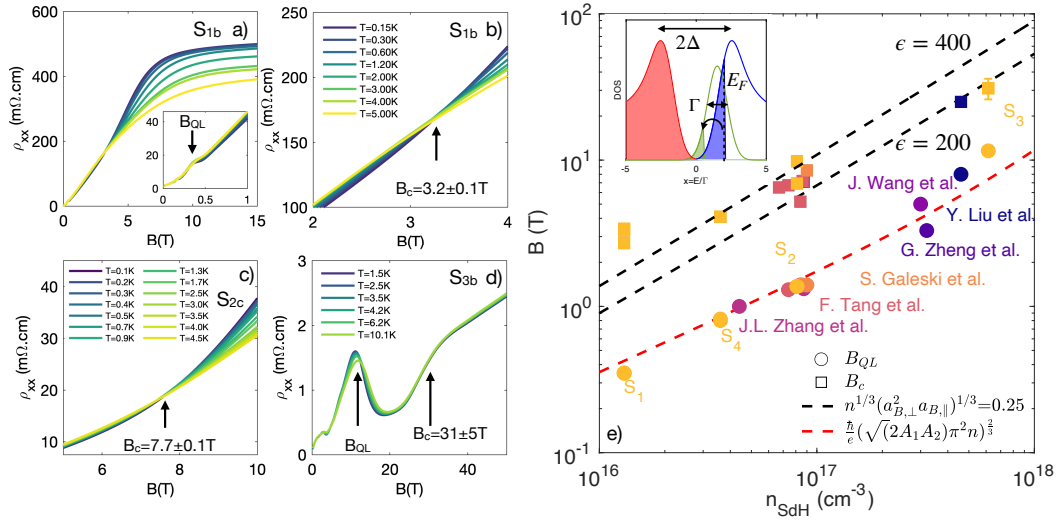 S1b a)
600
400
200
0
ρxx (mΩ.cm)
0 5 10 15
B(T)
BQL
40
20
0
0 0.5 1
S1b b)
T=0.15K
T=0.30K
T=0.60K
T=1.20K
T=2.00K
T=3.00K
T=4.00K
T=5.00K
250
200
150
100
ρxx (mΩ.cm)
Bc=3.2±0.1T
2 3 4
B(T)
S2c c)
T=0.1K T=1.3K
T=0.2K T=1.7K
T=0.3K T=2.5K
T=0.4K T=3.0K
T=0.5K T=3.5K
T=0.7K T=4.0K
T=0.9K T=4.5K
50
40
30
20
10
ρxx (mΩ.cm)
Bc=7.7±0.1T
6 8 10
B(T)
S3b d)
T=1.5K
T=2.5K
T=3.5K
T=4.2K
T=6.2K
T=10.1K
3
2
1
0
ρxx (mΩ.cm)
BQL
Bc=31±5T
0 20 40
B(T)
10^2
10^1
10^0
10^-1
B (T)
2Δ
EF
Γ
DOS
-5 0 5
x=E/Γ
ϵ = 400
ϵ = 200
S3
J. Wang et al.
Y. Liu et al.
G. Zheng et al.
S2
S. Galeski et al.
F. Tang et al.
J.L. Zhang et al.
S4
S1
BQL
Bc
n^1/3(a^2_B,⊥ a_B,∥)^1/3=0.25
ħ/e(√(2A1A2)π^2n)^2/3
e)
10^16 10^17 10^18
nSdH (cm^-3)